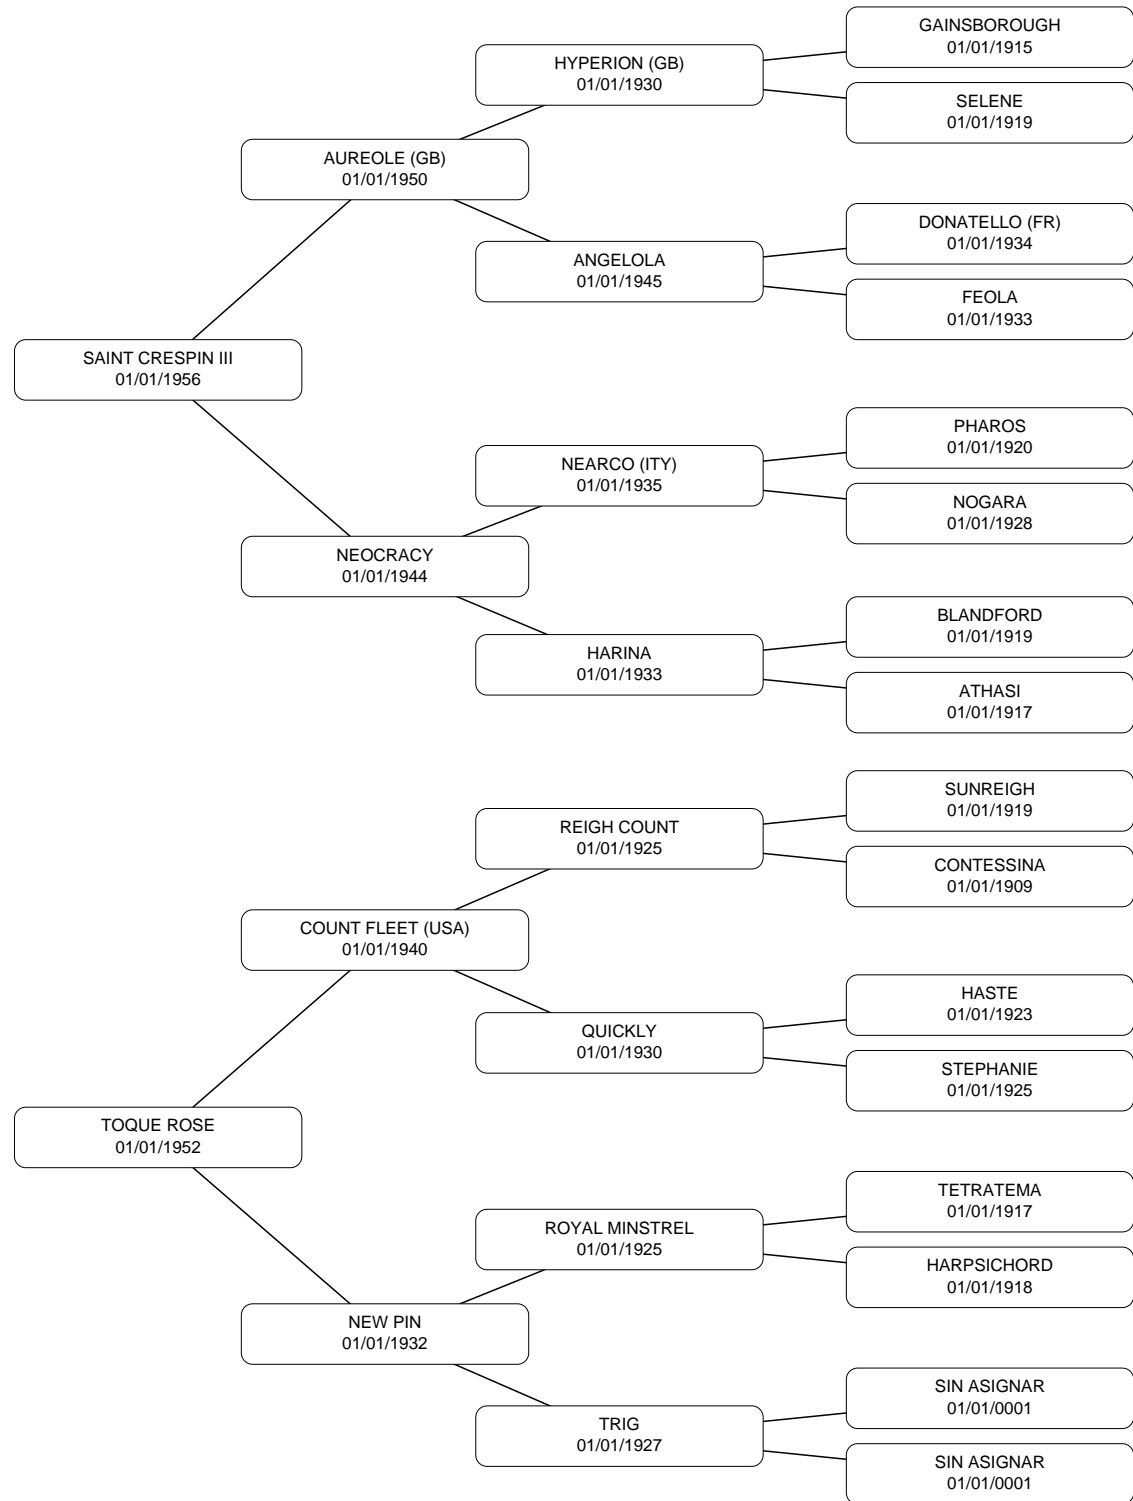 GAINSBOROUGH
01/01/1915
HYPERION (GB)
01/01/1930
SELENE
01/01/1919
AUREOLE (GB)
01/01/1950
DONATELLO (FR)
01/01/1934
ANGELOLA
01/01/1945
FEOLA
01/01/1933
SAINT CRESPIN III
01/01/1956
PHAROS
01/01/1920
NEARCO (ITY)
01/01/1935
NOGARA
01/01/1928
NEOCRACY
01/01/1944
BLANDFORD
01/01/1919
HARINA
01/01/1933
ATHASI
01/01/1917
SUNREIGH
01/01/1919
REIGH COUNT
01/01/1925
CONTESSINA
01/01/1909
COUNT FLEET (USA)
01/01/1940
HASTE
01/01/1923
QUICKLY
01/01/1930
STEPHANIE
01/01/1925
TOQUE ROSE
01/01/1952
TETRATEMA
01/01/1917
ROYAL MINSTREL
01/01/1925
HARPSICHORD
01/01/1918
NEW PIN
01/01/1932
SIN ASIGNAR
01/01/0001
TRIG
01/01/1927
SIN ASIGNAR
01/01/0001